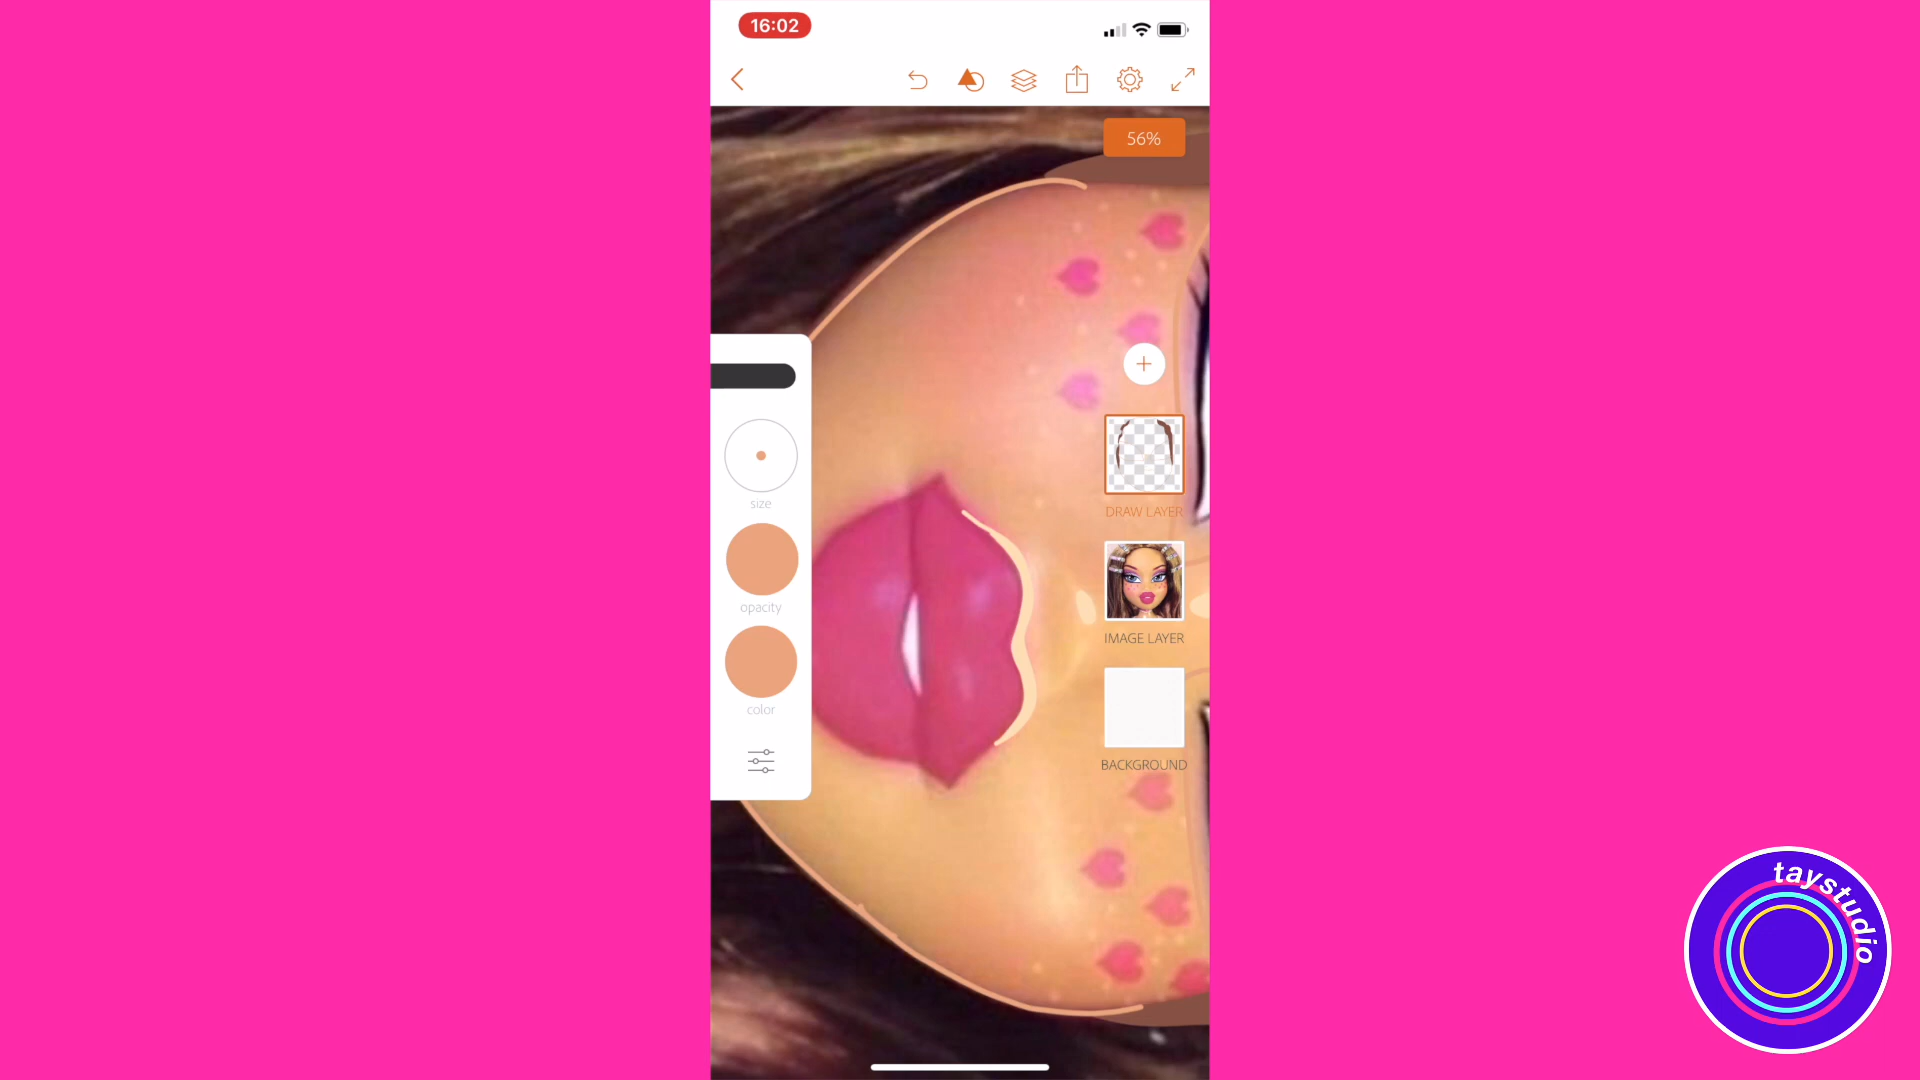 16:02
56%
size
DRAW LAYER
opacity
IMAGE LAYER
color
BACKGROUND
taystudio